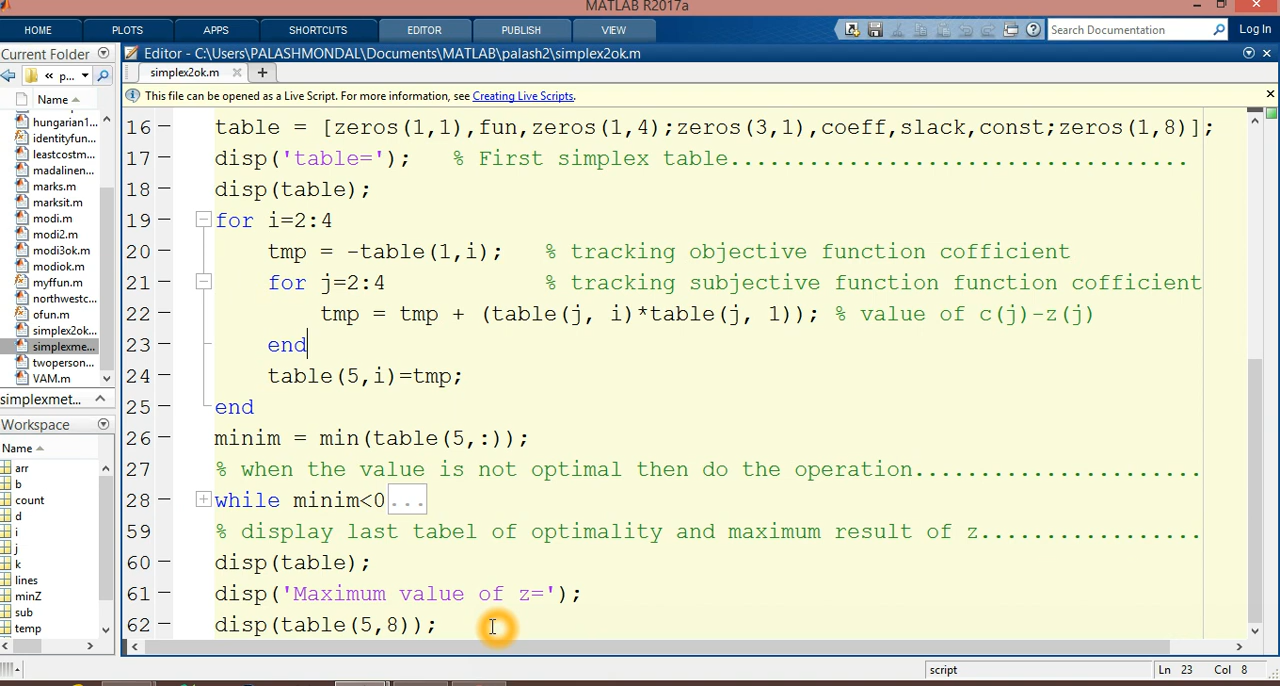 MATLAB R2017a
HOME PLOTS APPS SHORTCUTS EDITOR PUBLISH VIEW Search Documentation Log In
Current Folder
Editor - C:\Users\PALASHMONDAL\Documents\MATLAB\palash2\simplex2ok.m
« p...
simplex2ok.m
Name
This file can be opened as a Live Script. For more information, see Creating Live Scripts.
hungarian1...
identityfun...
leastcostm...
madalinen...
marks.m
marksit.m
modi.m
modi2.m
modi3ok.m
modiok.m
myffun.m
northwestc...
ofun.m
simplex2ok...
simplexme...
twoperson...
VAM.m
simplexmet...
Workspace
Name
arr
b
count
d
i
j
k
lines
minZ
sub
temp
16 table = [zeros(1,1),fun,zeros(1,4);zeros(3,1),coeff,slack,const;zeros(1,8)];
17 disp('table='); % First simplex table...................................
18 disp(table);
19 for i=2:4
20 tmp = -table(1,i); % tracking objective function cofficient
21 for j=2:4 % tracking subjective function function cofficient
22 tmp = tmp + (table(j, i)*table(j, 1)); % value of c(j)-z(j)
23 end
24 table(5,i)=tmp;
25 end
26 minim = min(table(5,:));
27 % when the value is not optimal then do the operation......................
28 while minim<0 ...
59 % display last tabel of optimality and maximum result of z.................
60 disp(table);
61 disp('Maximum value of z=');
62 disp(table(5,8));
script Ln 23 Col 8